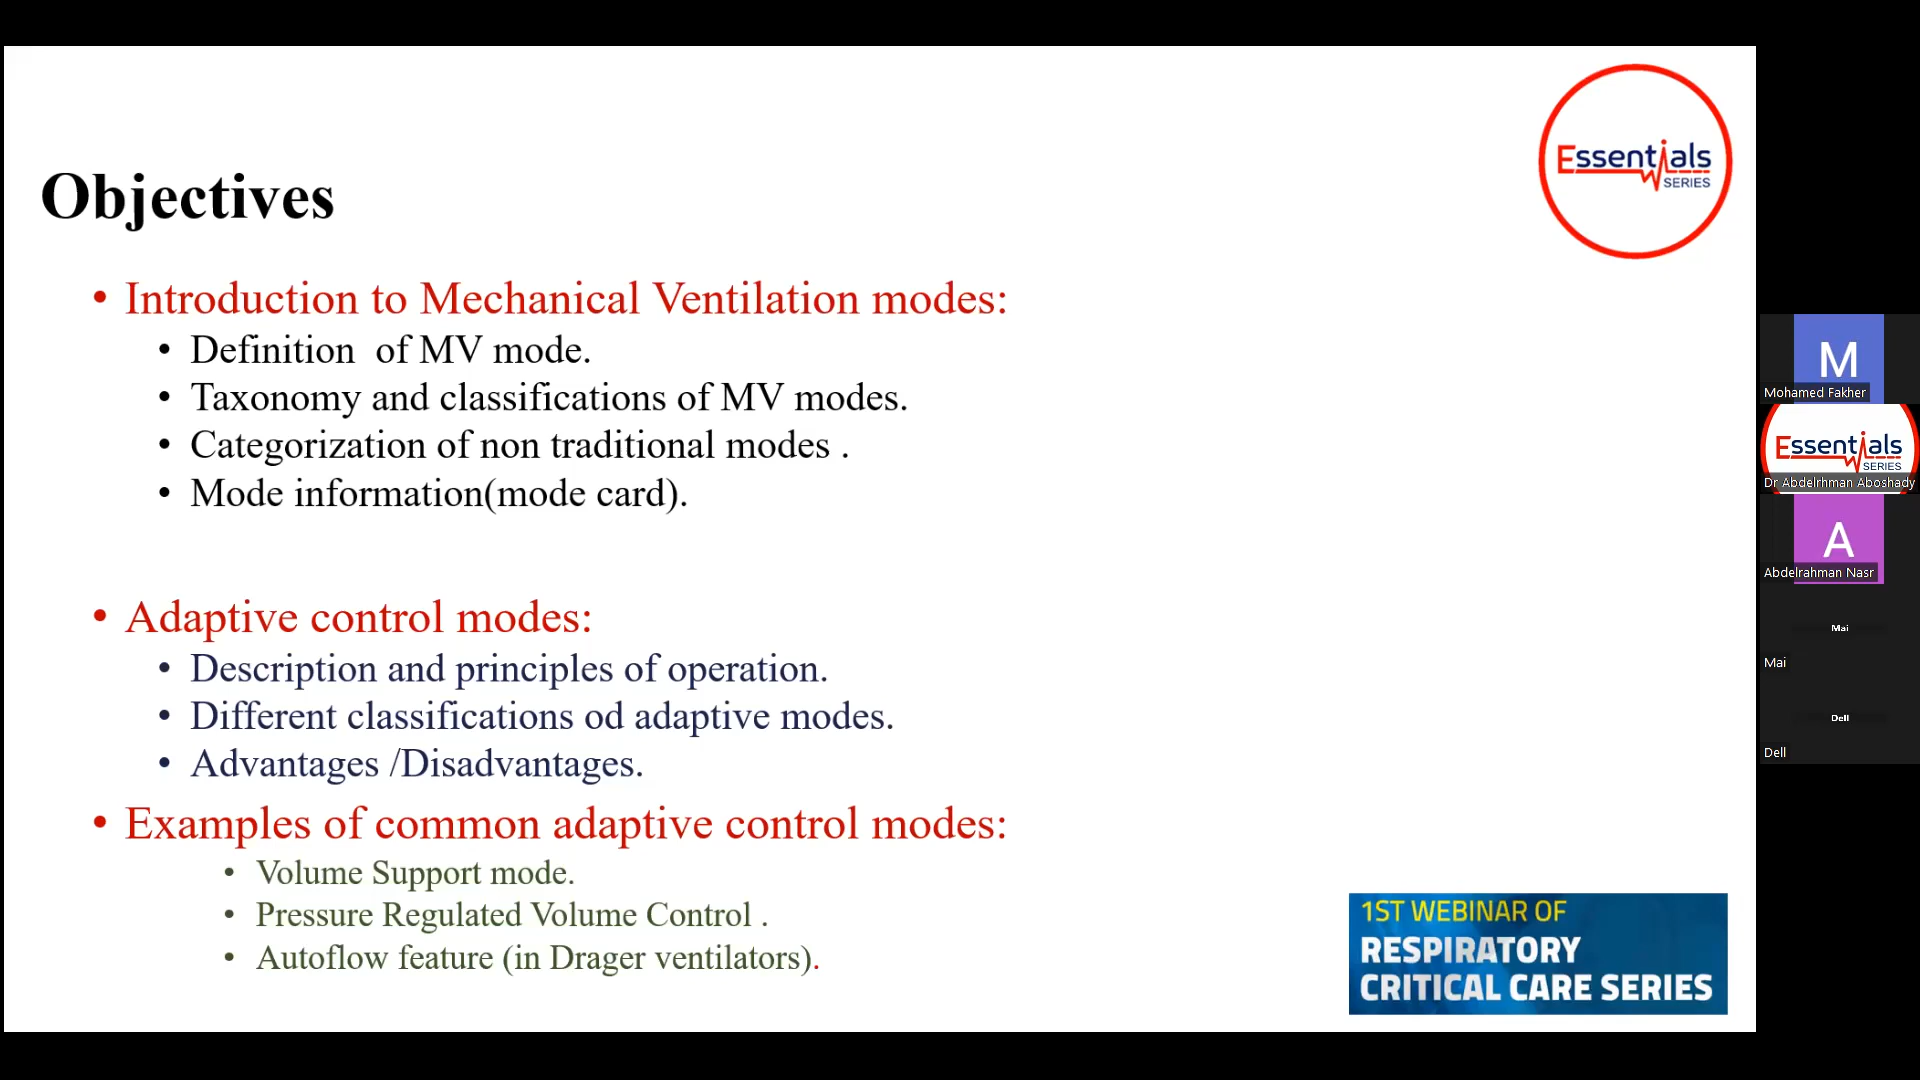 Essentials
SERIES
Objectives
• Introduction to Mechanical Ventilation modes:
• Definition of MV mode.
• Taxonomy and classifications of MV modes.
• Categorization of non traditional modes .
• Mode information(mode card).
• Adaptive control modes:
• Description and principles of operation.
• Different classifications od adaptive modes.
• Advantages /Disadvantages.
• Examples of common adaptive control modes:
• Volume Support mode.
• Pressure Regulated Volume Control .
• Autoflow feature (in Drager ventilators).
1ST WEBINAR OF
RESPIRATORY
CRITICAL CARE SERIES
M
Mohamed Fakher
Essentials
SERIES
Dr Abdelrhman Aboshady
A
Abdelrahman Nasr
Mai
Mai
Dell
Dell